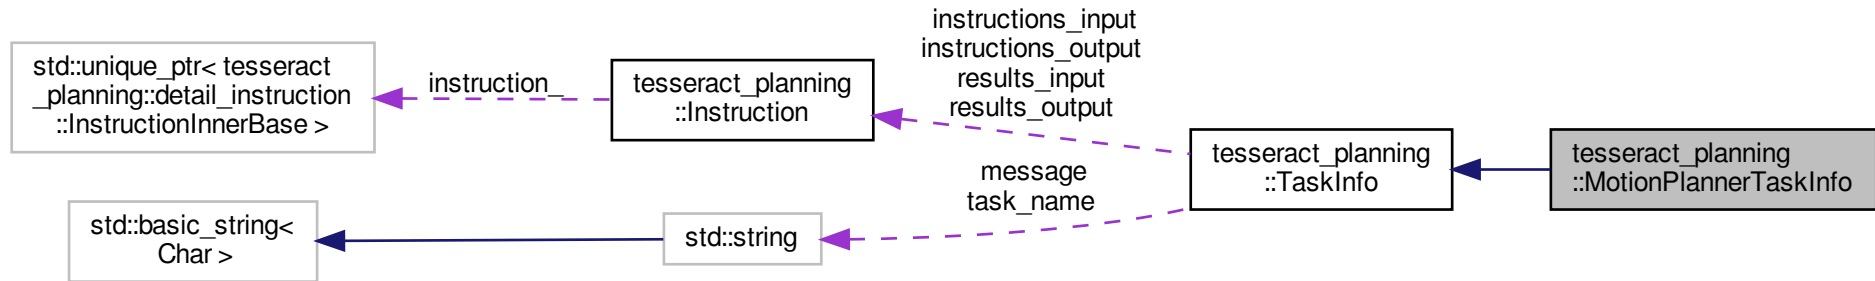 std::unique_ptr< tesseract
_planning::detail_instruction
::InstructionInnerBase >
instruction_
tesseract_planning
::Instruction
instructions_input
instructions_output
results_input
results_output
tesseract_planning
::TaskInfo
tesseract_planning
::MotionPlannerTaskInfo
message
task_name
std::basic_string<
Char >
std::string